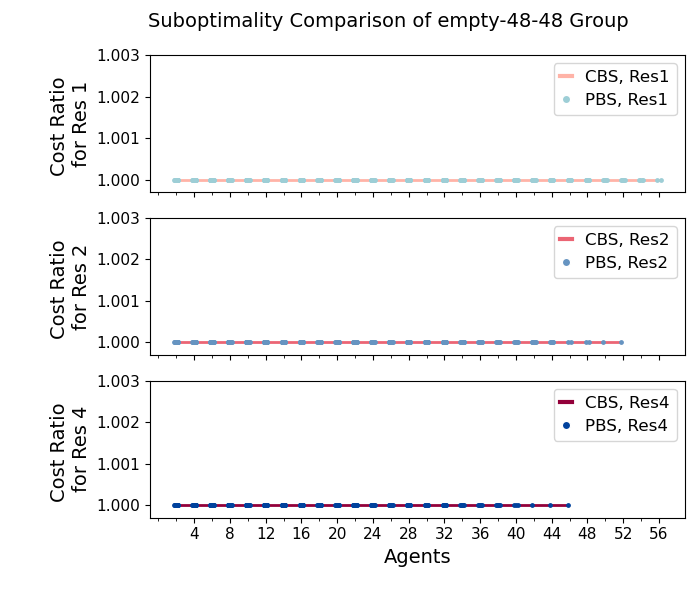 Suboptimality Comparison of empty-48-48 Group
Cost Ratio
for Res 1
1.003
1.002
1.001
1.000
CBS, Res1
PBS, Res1
Cost Ratio
for Res 2
1.003
1.002
1.001
1.000
CBS, Res2
PBS, Res2
Cost Ratio
for Res 4
1.003
1.002
1.001
1.000
CBS, Res4
PBS, Res4
4 8 12 16 20 24 28 32 36 40 44 48 52 56
Agents